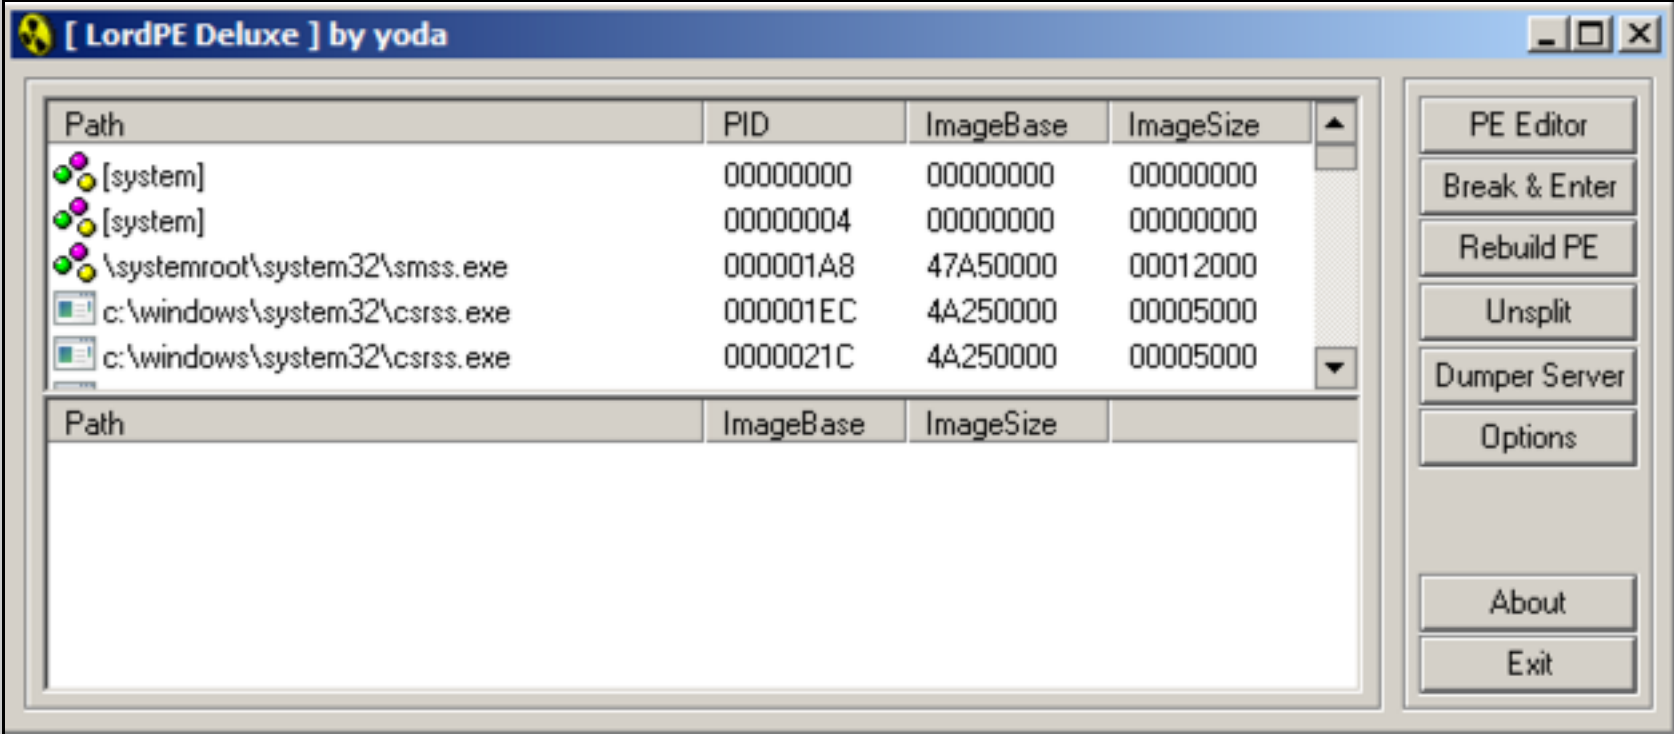 [ LordPE Deluxe ] by yoda
Path PID ImageBase ImageSize
[system] 00000000 00000000 00000000
[system] 00000004 00000000 00000000
\systemroot\system32\smss.exe 000001A8 47A50000 00012000
c:\windows\system32\csrss.exe 000001EC 4A250000 00005000
c:\windows\system32\csrss.exe 0000021C 4A250000 00005000
Path ImageBase ImageSize
PE Editor
Break & Enter
Rebuild PE
Unsplit
Dumper Server
Options
About
Exit